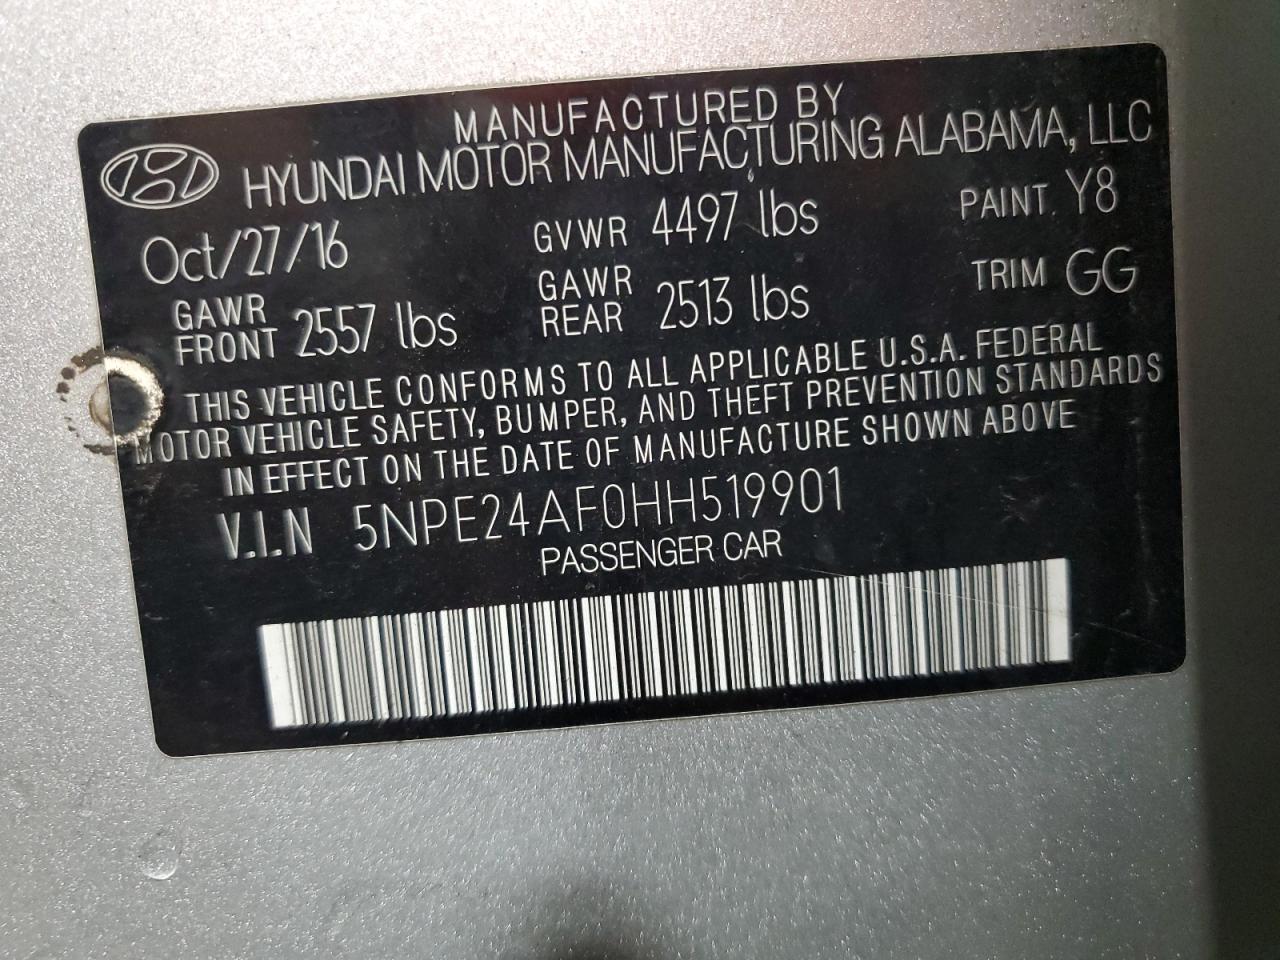 MANUFACTURED BY
HYUNDAI MOTOR MANUFACTURING ALABAMA, LLC
Oct/27/16 GVWR 4497 lbs PAINT Y8
GAWR FRONT 2557 lbs GAWR REAR 2513 lbs TRIM GG
THIS VEHICLE CONFORMS TO ALL APPLICABLE U.S.A. FEDERAL
MOTOR VEHICLE SAFETY, BUMPER, AND THEFT PREVENTION STANDARDS
IN EFFECT ON THE DATE OF MANUFACTURE SHOWN ABOVE
V.I.N 5NPE24AF0HH519901
PASSENGER CAR